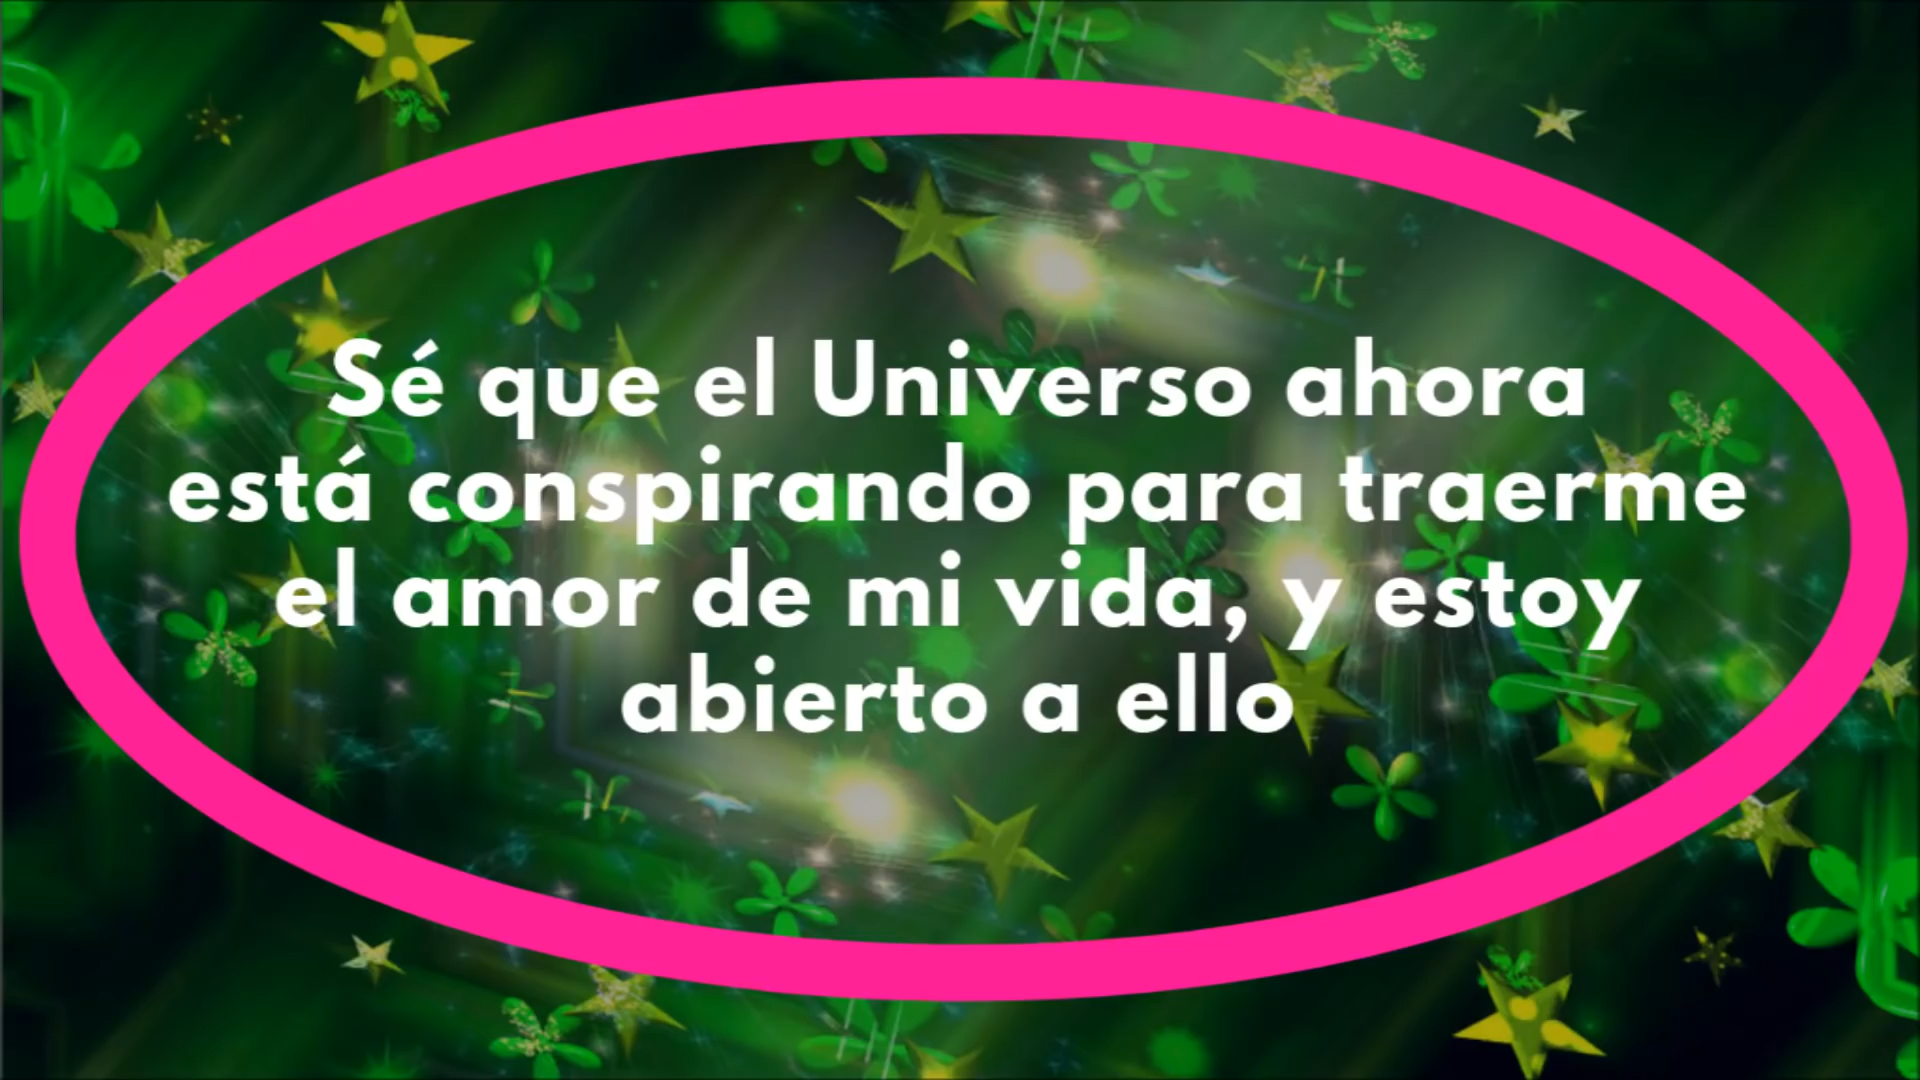 Sé que el Universo ahora
está conspirando para traerme
el amor de mi vida, y estoy
abierto a ello